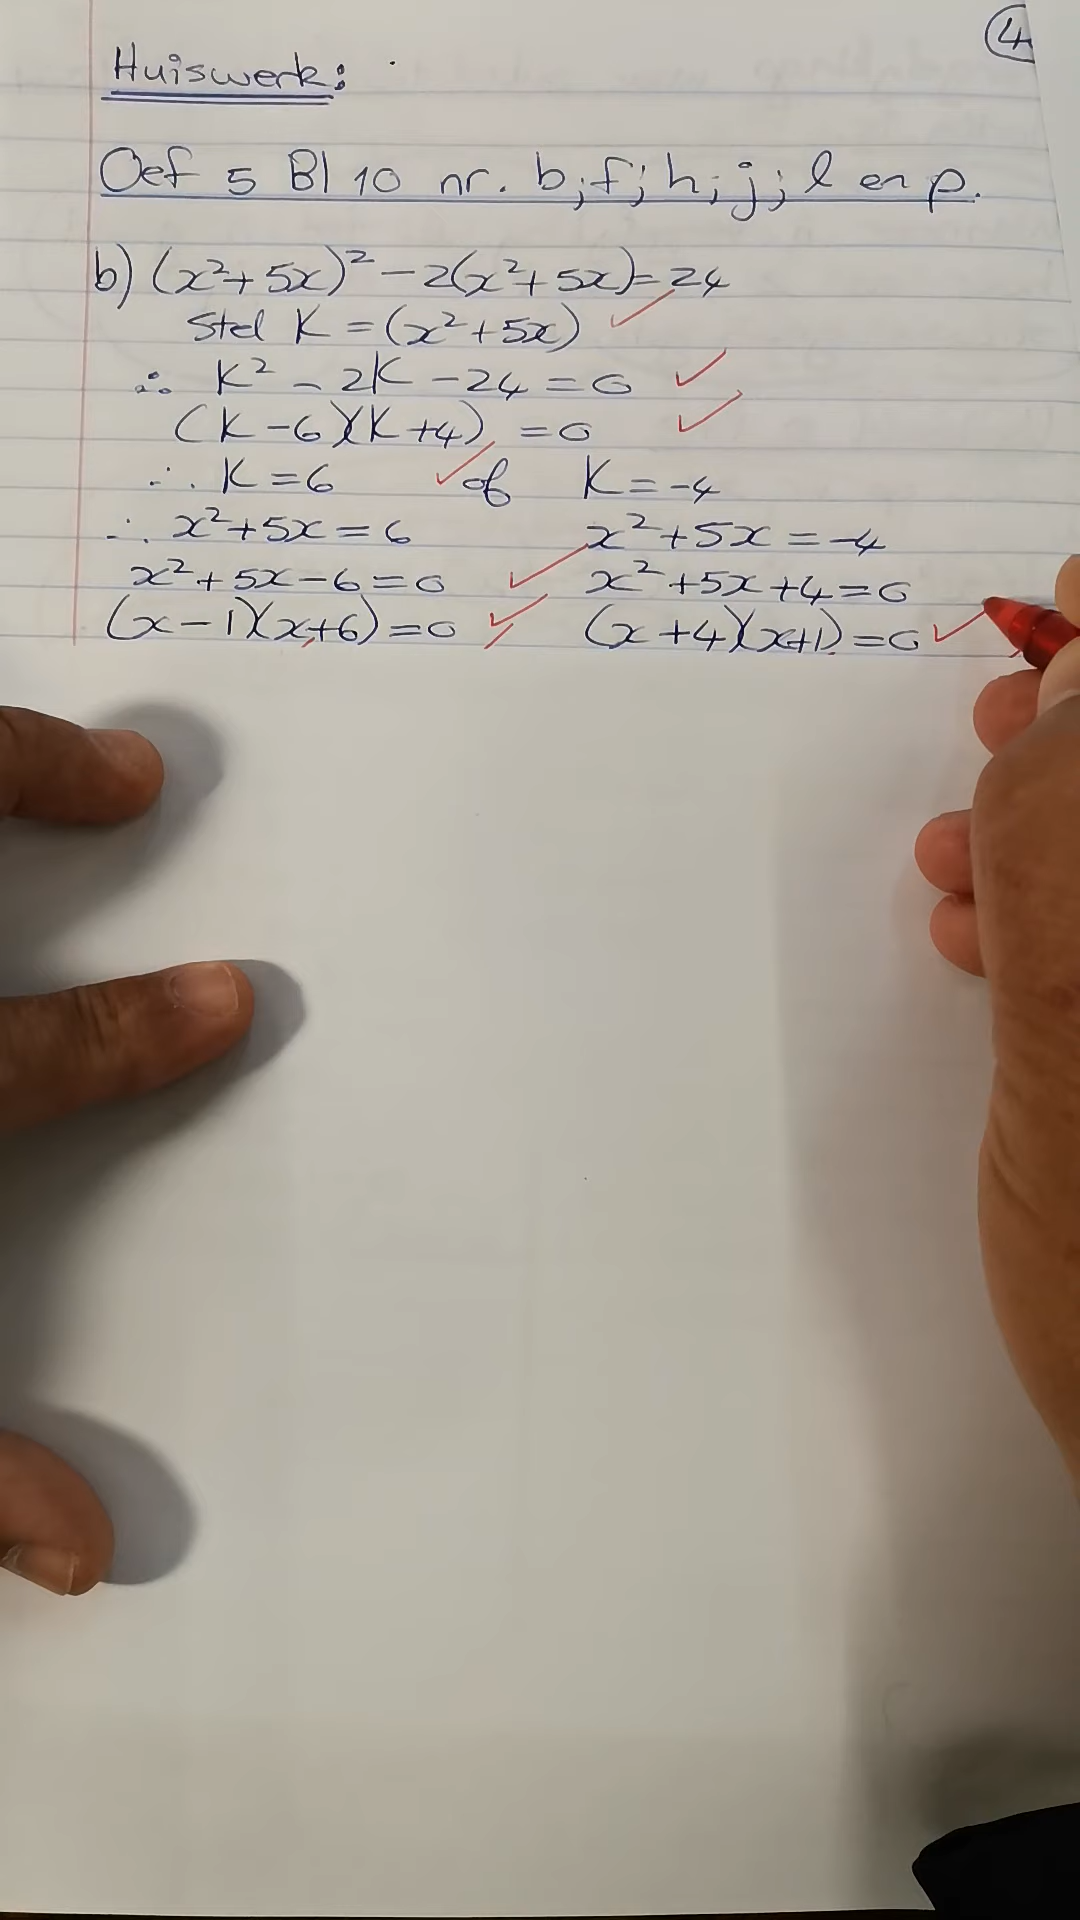 4
Huiswerk:
Oef 5 Bl 10 nr. b; f; h; j; l en p.
b) (x²+5x)² - 2(x²+5x) = 24
Stel K = (x²+5x)
∴ K² - 2K - 24 = 0
(K-6)(K+4) = 0
∴ K = 6 of K = -4
∴ x²+5x = 6 x²+5x = -4
x²+5x-6 = 0 x²+5x+4 = 0
(x-1)(x+6) = 0 (x+4)(x+1) = 0